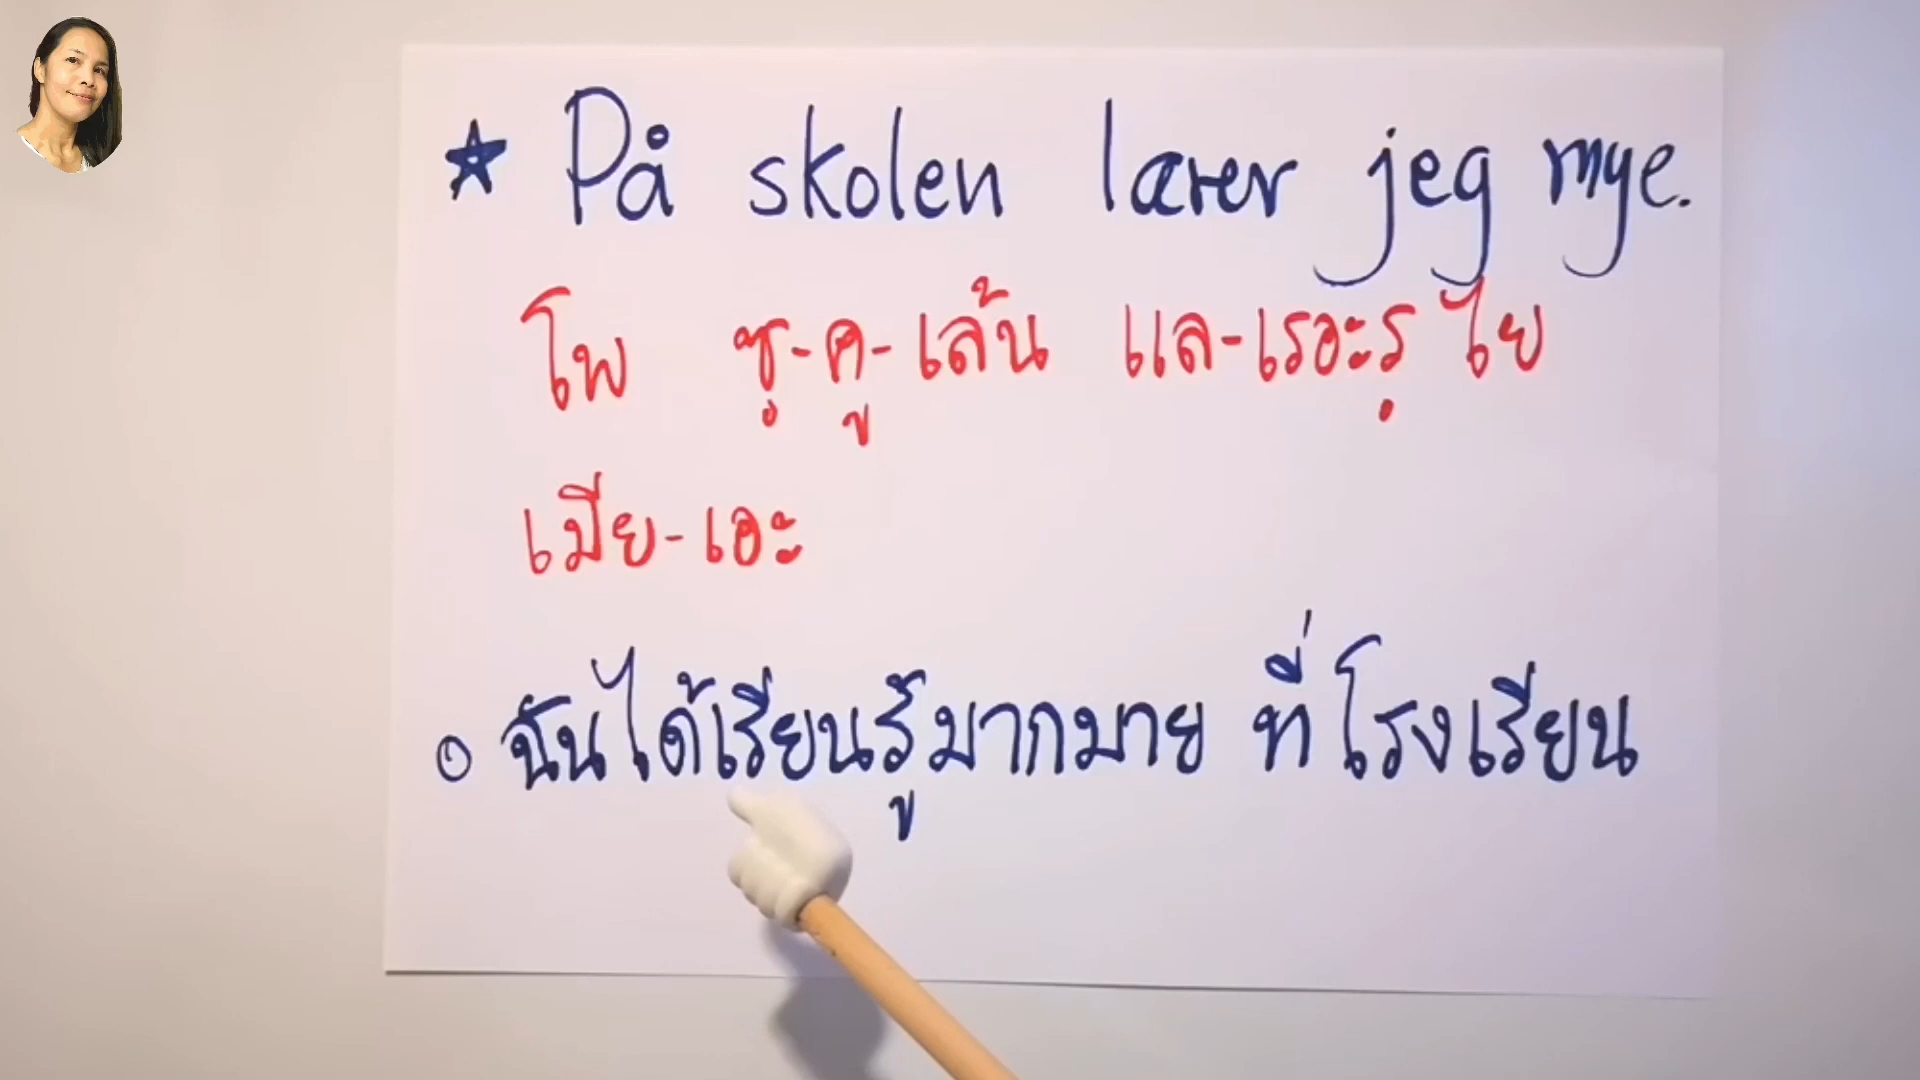 ★ På skolen lærer jeg mye.
โพ ซุ-คู-เล้น แล-เรอะรุ ไย
เมีย-เอะ
ฉันได้เรียนรู้มากมาย ที่โรงเรียน